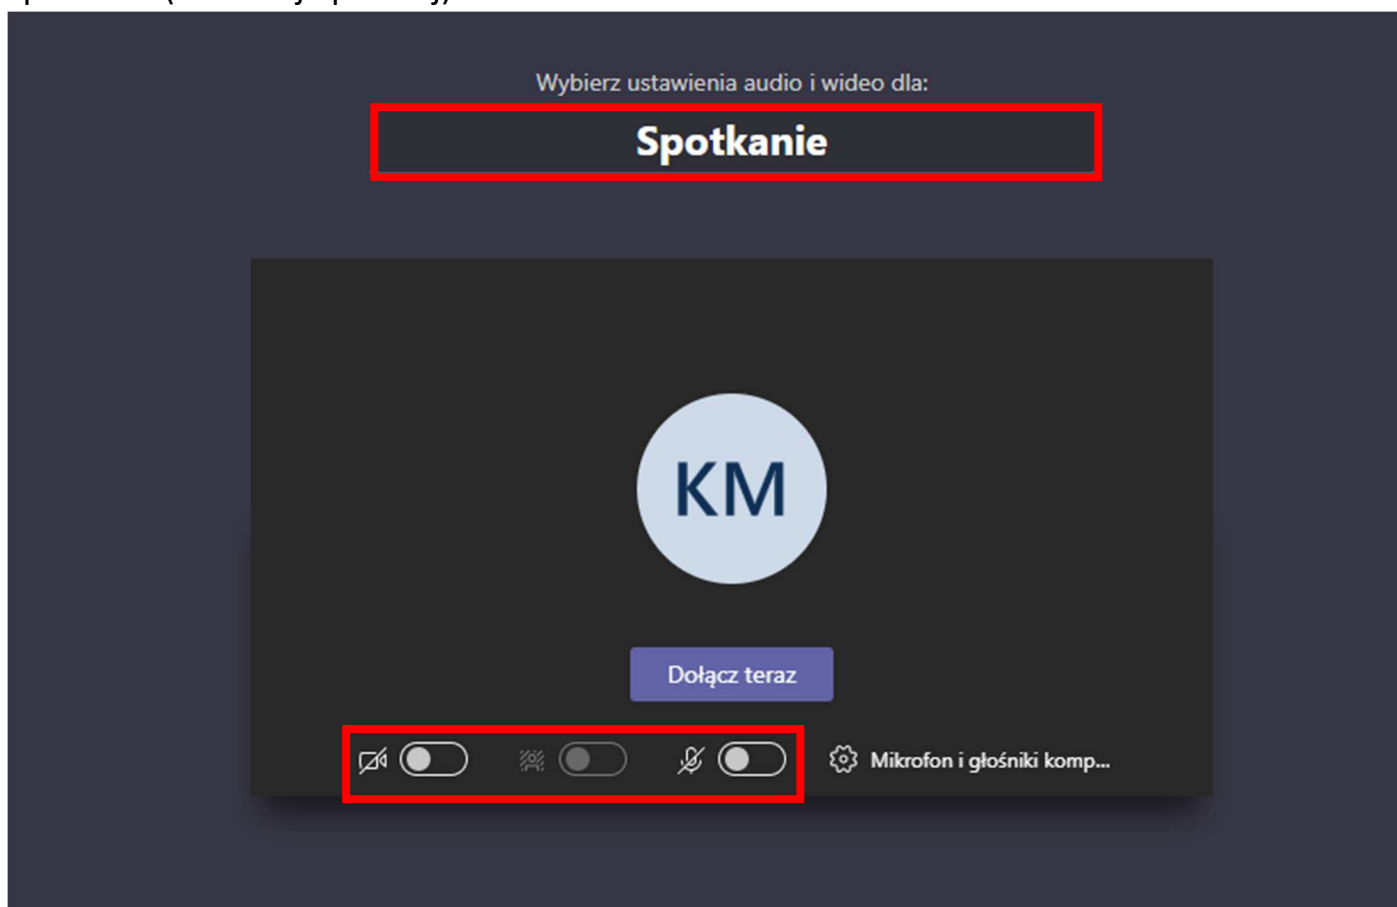 Wybierz ustawienia audio i wideo dla:
Spotkanie
KM
Dołącz teraz
Mikrofon i głośniki komp...